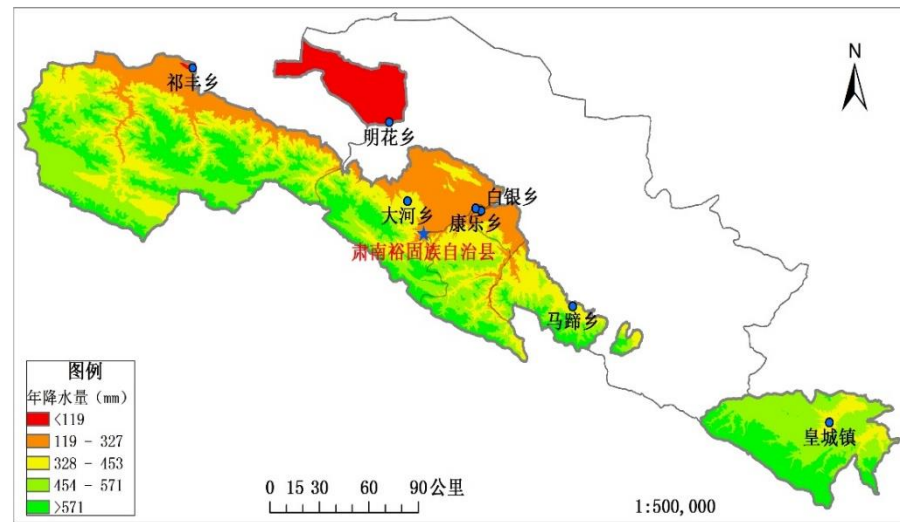 N
祁丰乡
明花乡
白银乡
大河乡
康乐乡
肃南裕固族自治县
马蹄乡
皇城镇
图例
年降水量（mm）
<119
119 - 327
328 - 453
454 - 571
>571
0 15 30 60 90公里
1:500,000